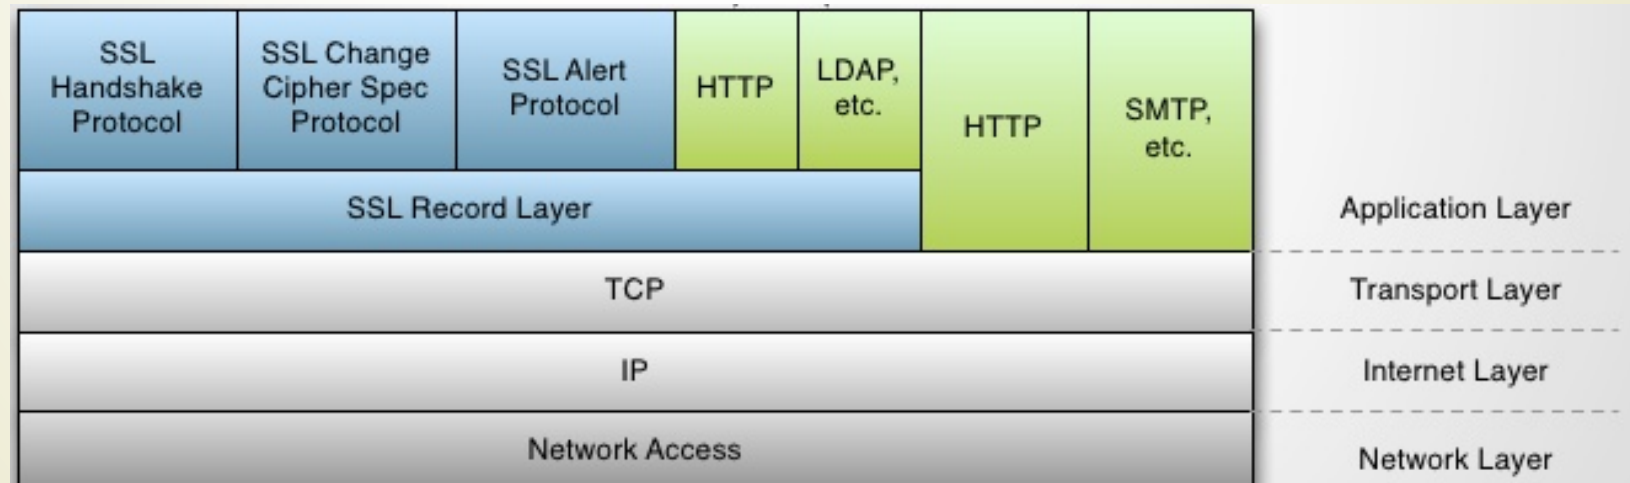 SSL
Handshake
Protocol
SSL Change
Cipher Spec
Protocol
SSL Alert
Protocol
HTTP
LDAP,
etc.
HTTP
SMTP,
etc.
SSL Record Layer
Application Layer
TCP
Transport Layer
IP
Internet Layer
Network Access
Network Layer